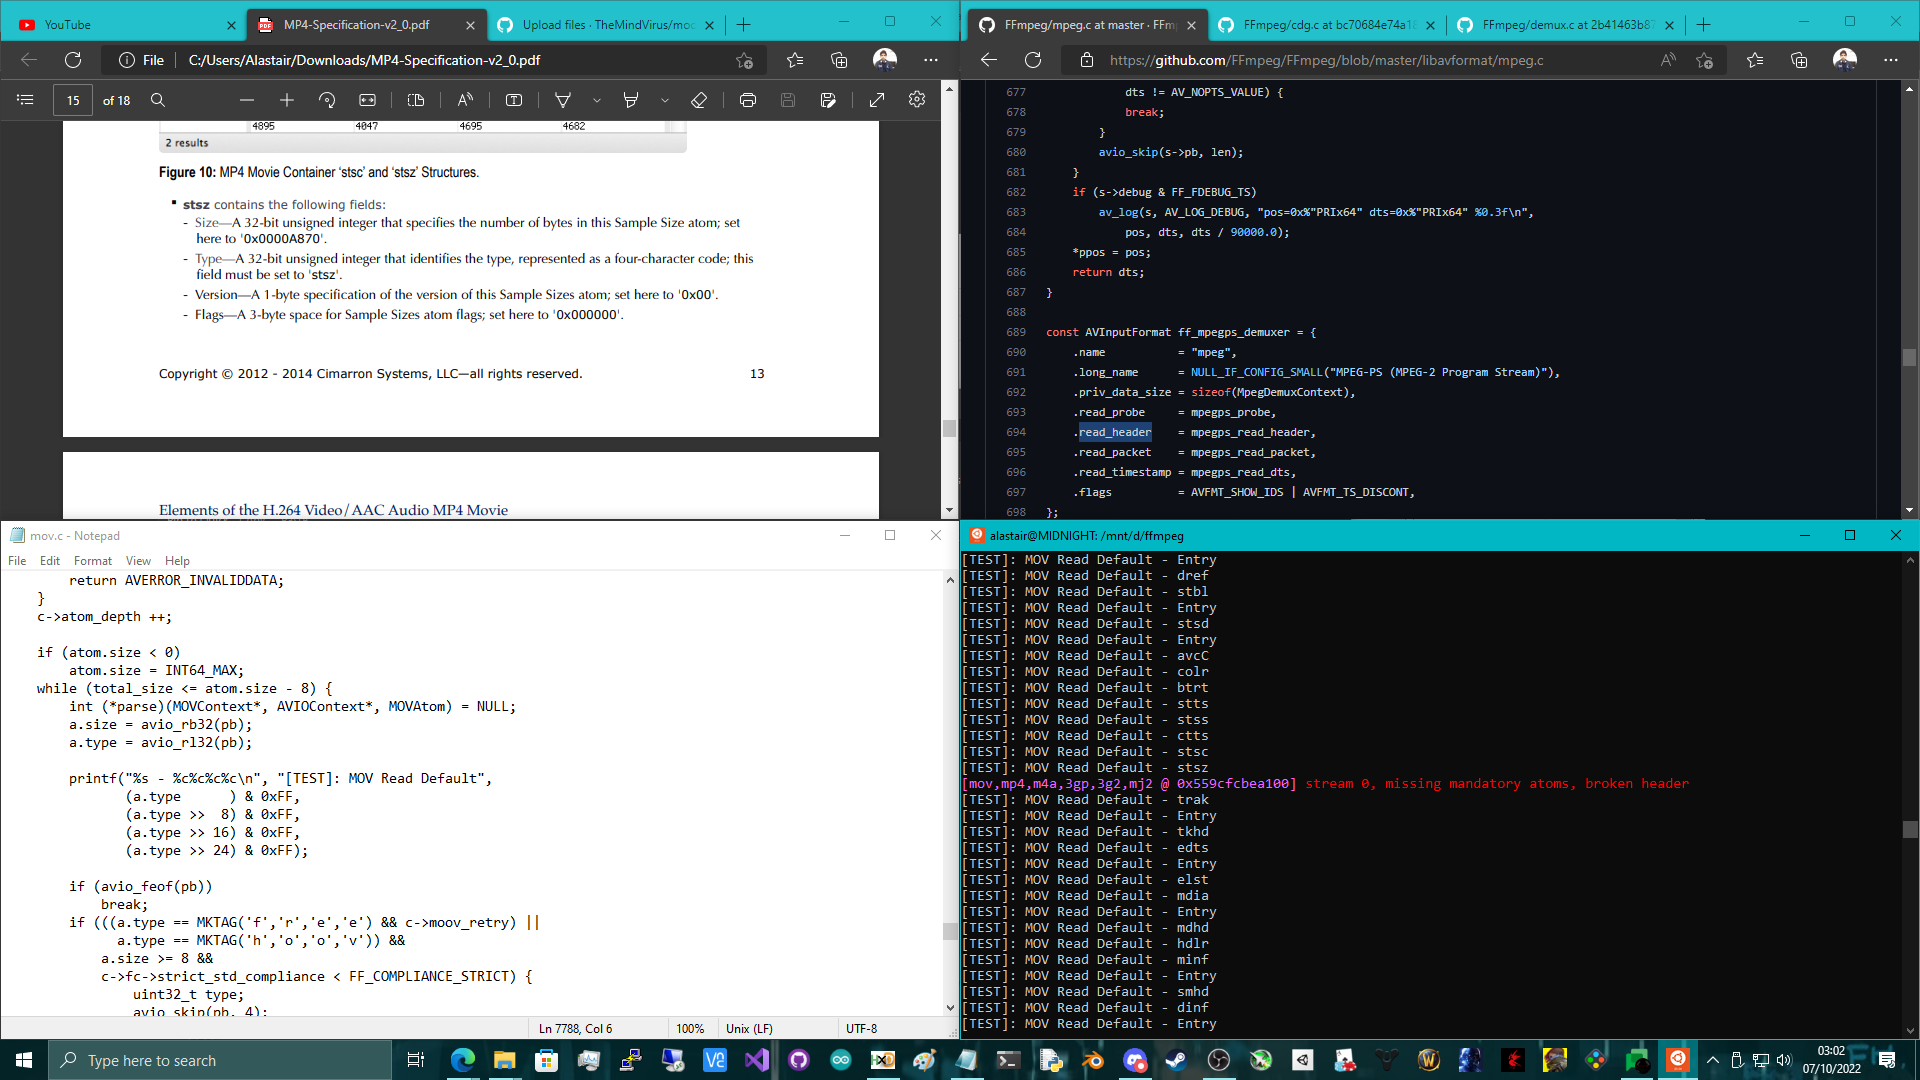 YouTube
MP4-Specification-v2_0.pdf
Upload files · TheMindVirus/moc
File
C:/Users/Alastair/Downloads/MP4-Specification-v2_0.pdf
15 of 18
4895 4047 4695 4682
2 results
Figure 10: MP4 Movie Container 'stsc' and 'stsz' Structures.
▪ stsz contains the following fields:
- Size—A 32-bit unsigned integer that specifies the number of bytes in this Sample Size atom; set
here to '0x0000A870'.
- Type—A 32-bit unsigned integer that identifies the type, represented as a four-character code; this
field must be set to 'stsz'.
- Version—A 1-byte specification of the version of this Sample Sizes atom; set here to '0x00'.
- Flags—A 3-byte space for Sample Sizes atom flags; set here to '0x000000'.
Copyright © 2012 - 2014 Cimarron Systems, LLC—all rights reserved. 13
Elements of the H.264 Video/AAC Audio MP4 Movie
FFmpeg/mpeg.c at master · FFm
FFmpeg/cdg.c at bc70684e74a1
FFmpeg/demux.c at 2b41463b87
https://github.com/FFmpeg/FFmpeg/blob/master/libavformat/mpeg.c
677 dts != AV_NOPTS_VALUE) {
678 break;
679 }
680 avio_skip(s->pb, len);
681 }
682 if (s->debug & FF_FDEBUG_TS)
683 av_log(s, AV_LOG_DEBUG, "pos=0x%"PRIx64" dts=0x%"PRIx64" %0.3f\n",
684 pos, dts, dts / 90000.0);
685 *ppos = pos;
686 return dts;
687 }
688
689 const AVInputFormat ff_mpegps_demuxer = {
690 .name = "mpeg",
691 .long_name = NULL_IF_CONFIG_SMALL("MPEG-PS (MPEG-2 Program Stream)"),
692 .priv_data_size = sizeof(MpegDemuxContext),
693 .read_probe = mpegps_probe,
694 .read_header = mpegps_read_header,
695 .read_packet = mpegps_read_packet,
696 .read_timestamp = mpegps_read_dts,
697 .flags = AVFMT_SHOW_IDS | AVFMT_TS_DISCONT,
698 };
mov.c - Notepad
File Edit Format View Help
return AVERROR_INVALIDDATA;
}
c->atom_depth ++;
if (atom.size < 0)
atom.size = INT64_MAX;
while (total_size <= atom.size - 8) {
int (*parse)(MOVContext*, AVIOContext*, MOVAtom) = NULL;
a.size = avio_rb32(pb);
a.type = avio_rl32(pb);
printf("%s - %c%c%c%c\n", "[TEST]: MOV Read Default",
(a.type ) & 0xFF,
(a.type >> 8) & 0xFF,
(a.type >> 16) & 0xFF,
(a.type >> 24) & 0xFF);
if (avio_feof(pb))
break;
if (((a.type == MKTAG('f','r','e','e') && c->moov_retry) ||
a.type == MKTAG('h','o','o','v')) &&
a.size >= 8 &&
c->fc->strict_std_compliance < FF_COMPLIANCE_STRICT) {
uint32_t type;
avio_skip(pb, 4);
Ln 7788, Col 6 100% Unix (LF) UTF-8
alastair@MIDNIGHT: /mnt/d/ffmpeg
[TEST]: MOV Read Default - Entry
[TEST]: MOV Read Default - dref
[TEST]: MOV Read Default - stbl
[TEST]: MOV Read Default - Entry
[TEST]: MOV Read Default - stsd
[TEST]: MOV Read Default - Entry
[TEST]: MOV Read Default - avcC
[TEST]: MOV Read Default - colr
[TEST]: MOV Read Default - btrt
[TEST]: MOV Read Default - stts
[TEST]: MOV Read Default - stss
[TEST]: MOV Read Default - ctts
[TEST]: MOV Read Default - stsc
[TEST]: MOV Read Default - stsz
[mov,mp4,m4a,3gp,3g2,mj2 @ 0x559cfcbea100] stream 0, missing mandatory atoms, broken header
[TEST]: MOV Read Default - trak
[TEST]: MOV Read Default - Entry
[TEST]: MOV Read Default - tkhd
[TEST]: MOV Read Default - edts
[TEST]: MOV Read Default - Entry
[TEST]: MOV Read Default - elst
[TEST]: MOV Read Default - mdia
[TEST]: MOV Read Default - Entry
[TEST]: MOV Read Default - mdhd
[TEST]: MOV Read Default - hdlr
[TEST]: MOV Read Default - minf
[TEST]: MOV Read Default - Entry
[TEST]: MOV Read Default - smhd
[TEST]: MOV Read Default - dinf
[TEST]: MOV Read Default - Entry
Type here to search
03:02
07/10/2022